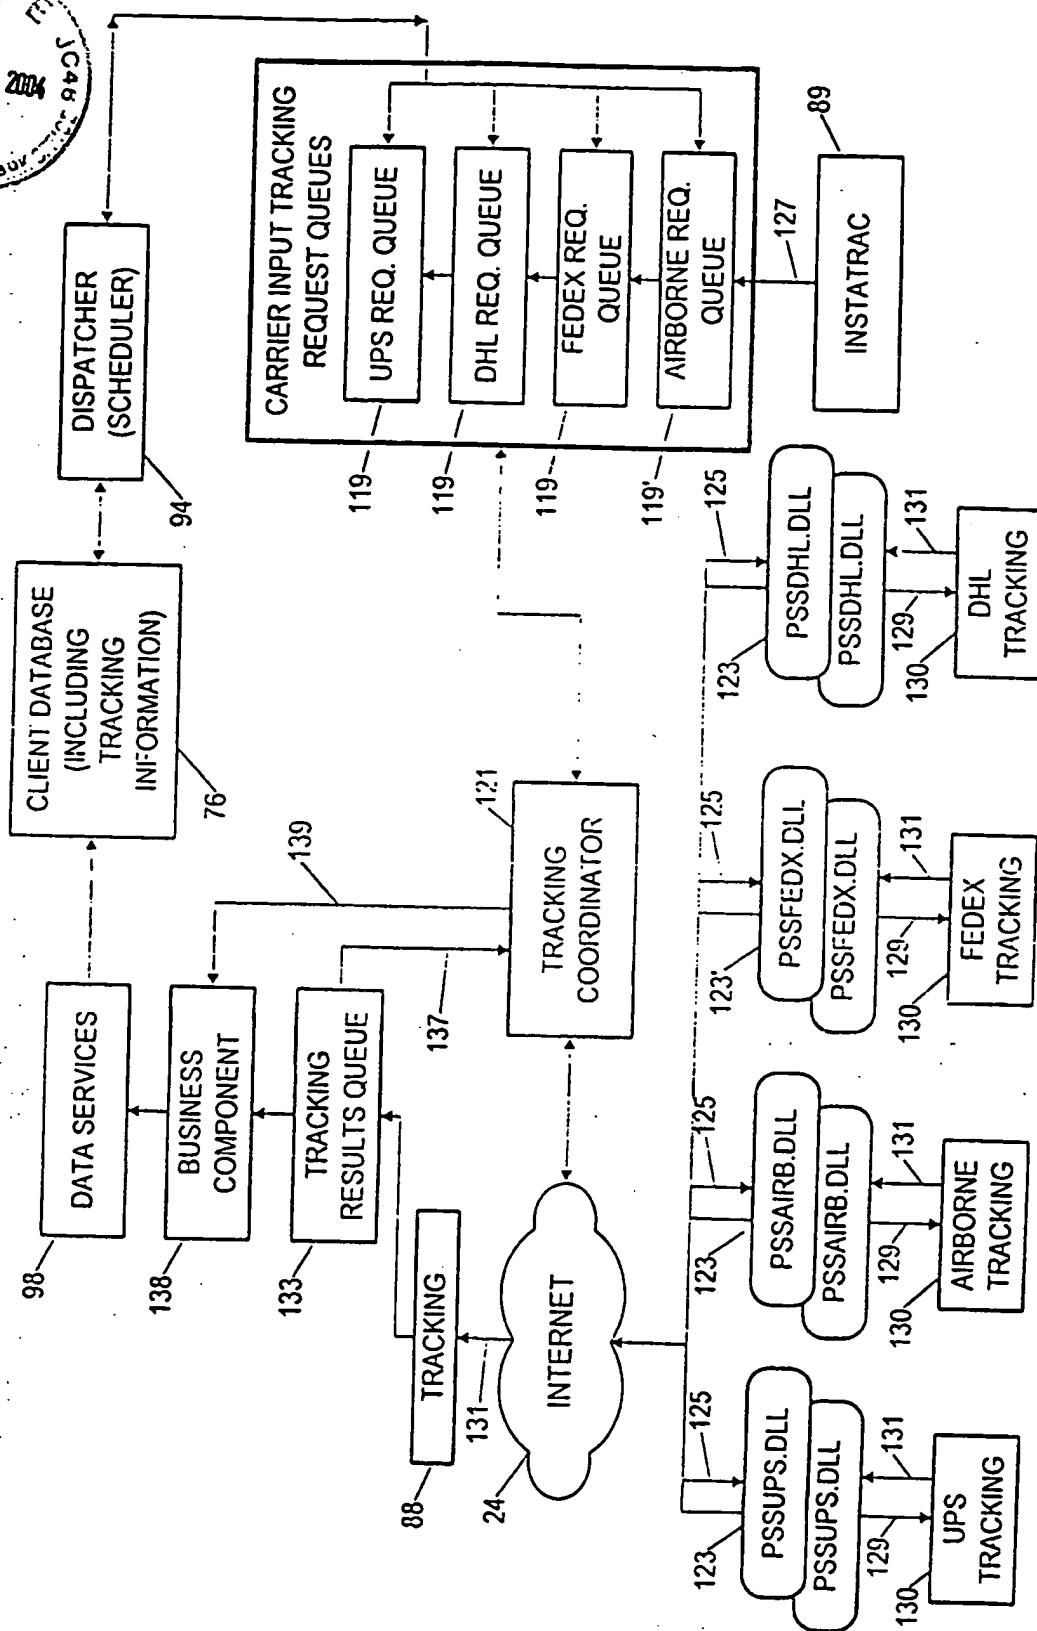 2004
98
DATA SERVICES
138
BUSINESS
COMPONENT
133
TRACKING
RESULTS QUEUE
88
TRACKING
131
24
INTERNET
CLIENT DATABASE
(INCLUDING
TRACKING
INFORMATION)
76
139
137
121
TRACKING
COORDINATOR
DISPATCHER
(SCHEDULER)
94
CARRIER INPUT TRACKING
REQUEST QUEUES
UPS REQ. QUEUE
119
DHL REQ. QUEUE
119
FEDEX REQ.
QUEUE
119
AIRBORNE REQ.
QUEUE
119'
127
89
INSTATRAC
125
123
PSSUPS.DLL
PSSUPS.DLL
129
131
130
UPS
TRACKING
125
123
PSSAIRB.DLL
PSSAIRB.DLL
129
131
130
AIRBORNE
TRACKING
125
123'
PSSFEDX.DLL
PSSFEDX.DLL
129
131
130
FEDEX
TRACKING
125
123
PSSDHL.DLL
PSSDHL.DLL
129
131
130
DHL
TRACKING